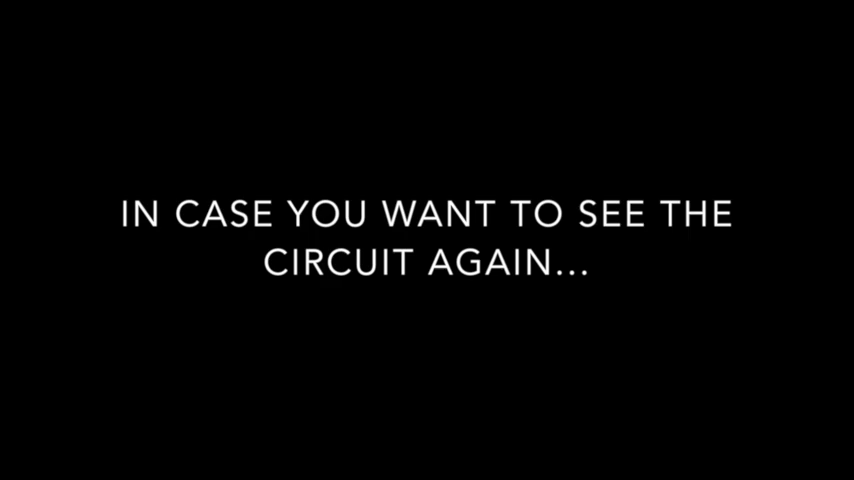 IN CASE YOU WANT TO SEE THE
CIRCUIT AGAIN...